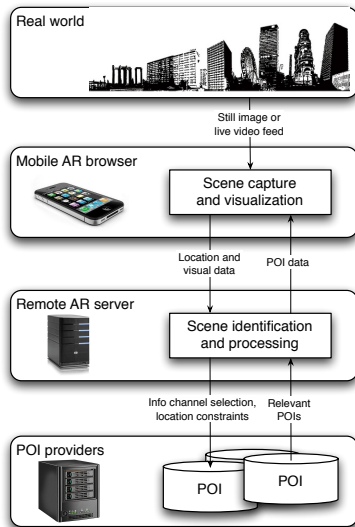 Real world
Still image or
live video feed
Mobile AR browser
Scene capture
and visualization
Location and
visual data
POI data
Remote AR server
Scene identification
and processing
Info channel selection,
location constraints
Relevant
POIs
POI providers
POI
POI